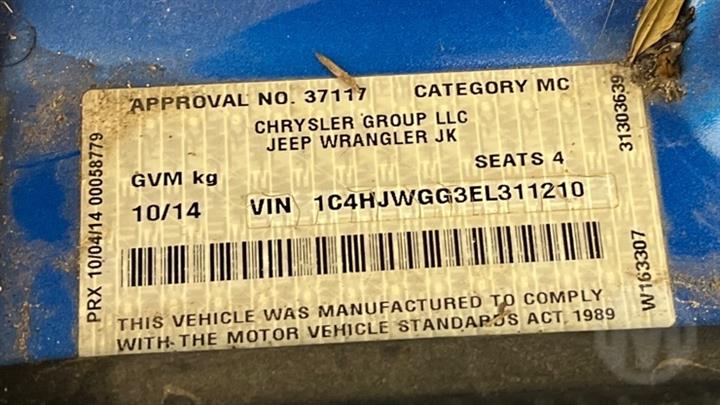 APPROVAL NO. 37117 CATEGORY MC
CHRYSLER GROUP LLC
JEEP WRANGLER JK
SEATS 4
GVM kg
10/14 VIN 1C4HJWGG3EL311210
THIS VEHICLE WAS MANUFACTURED TO COMPLY
WITH THE MOTOR VEHICLE STANDARDS ACT 1989
PRX 10/04/14 00058779
31303639
W163307